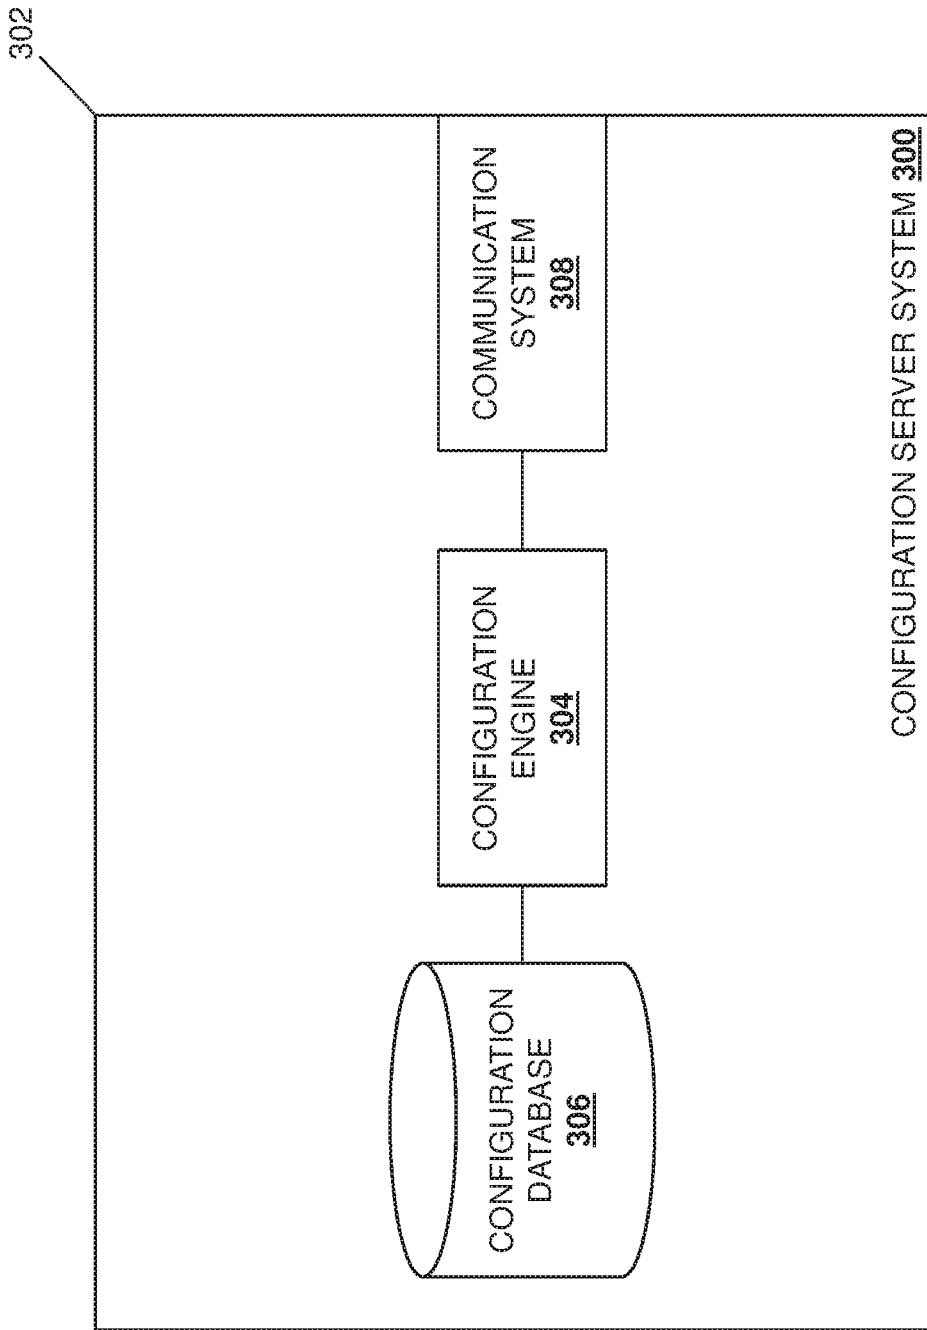 302
CONFIGURATION
DATABASE
306
CONFIGURATION
ENGINE
304
COMMUNICATION
SYSTEM
308
CONFIGURATION SERVER SYSTEM 300